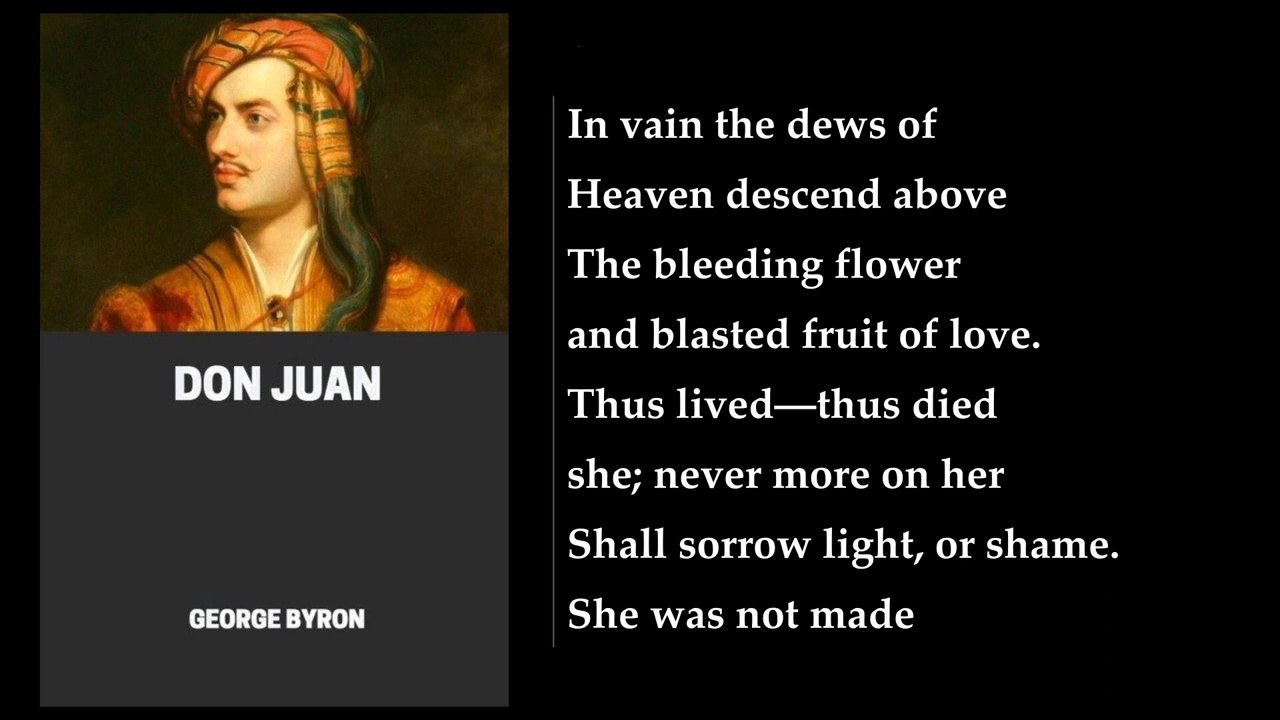 DON JUAN
GEORGE BYRON
In vain the dews of
Heaven descend above
The bleeding flower
and blasted fruit of love.
Thus lived—thus died
she; never more on her
Shall sorrow light, or shame.
She was not made